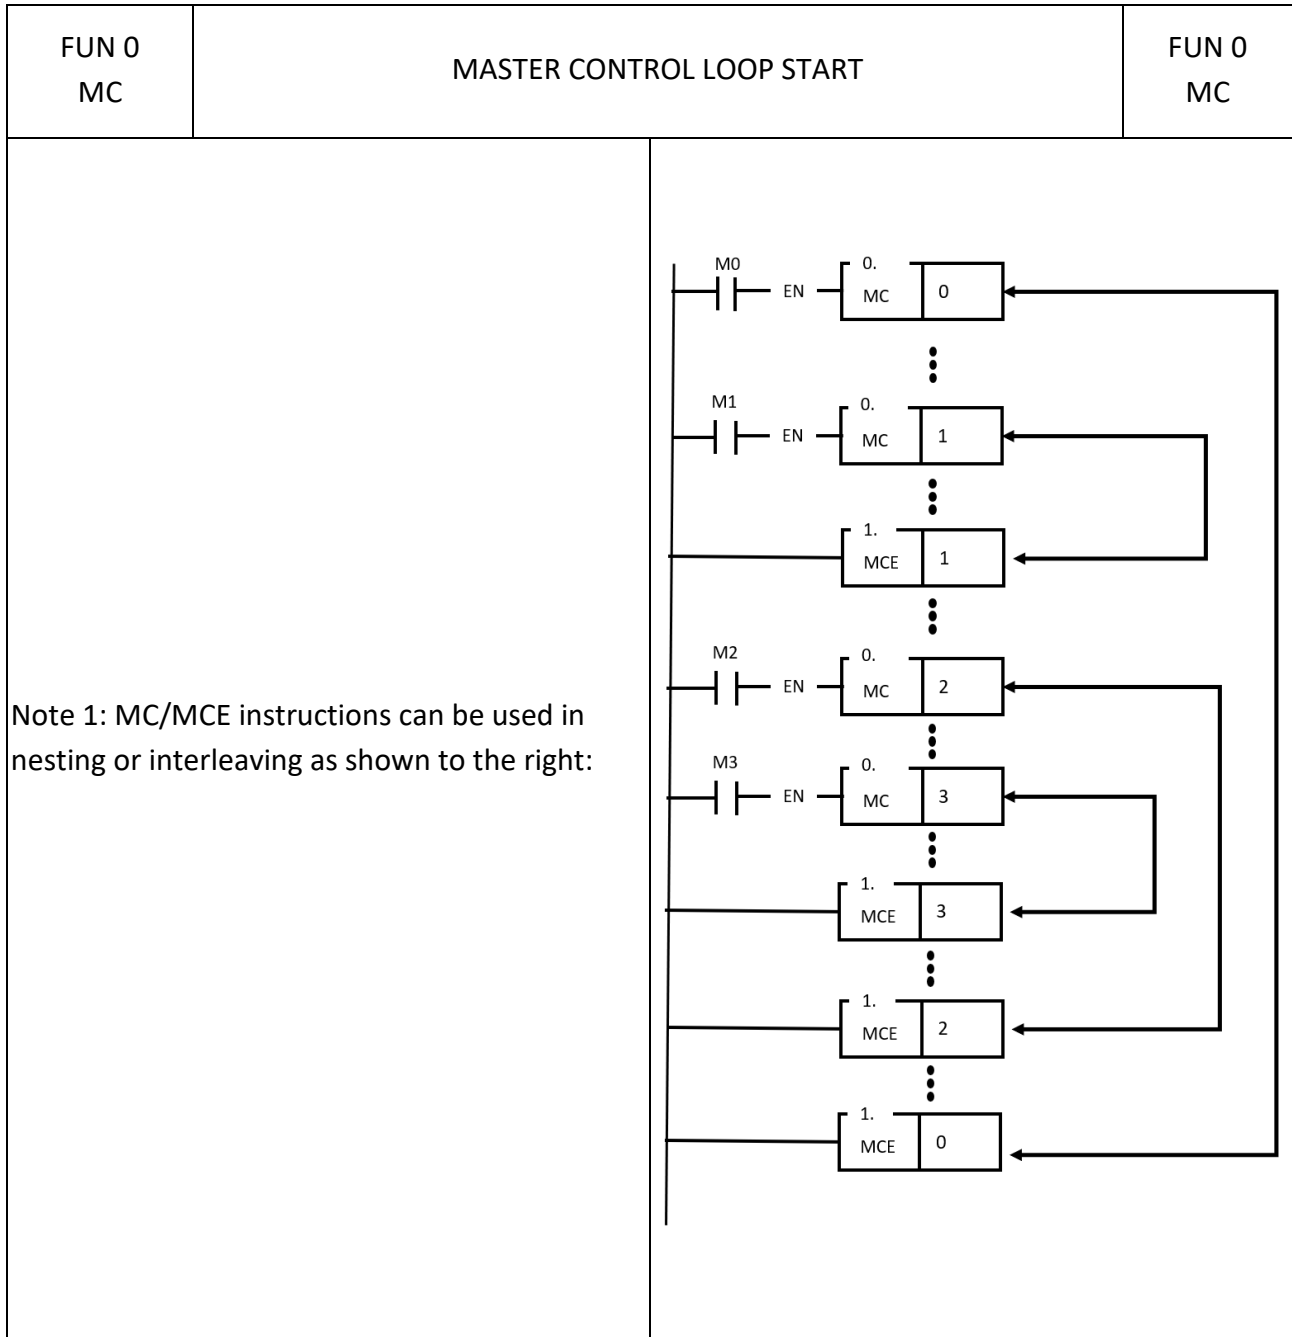 FUN 0
MC
MASTER CONTROL LOOP START
FUN 0
MC
Note 1: MC/MCE instructions can be used in
nesting or interleaving as shown to the right:
M0
EN
0.
MC
0
M1
EN
0.
MC
1
1.
MCE
1
M2
EN
0.
MC
2
M3
EN
0.
MC
3
1.
MCE
3
1.
MCE
2
1.
MCE
0